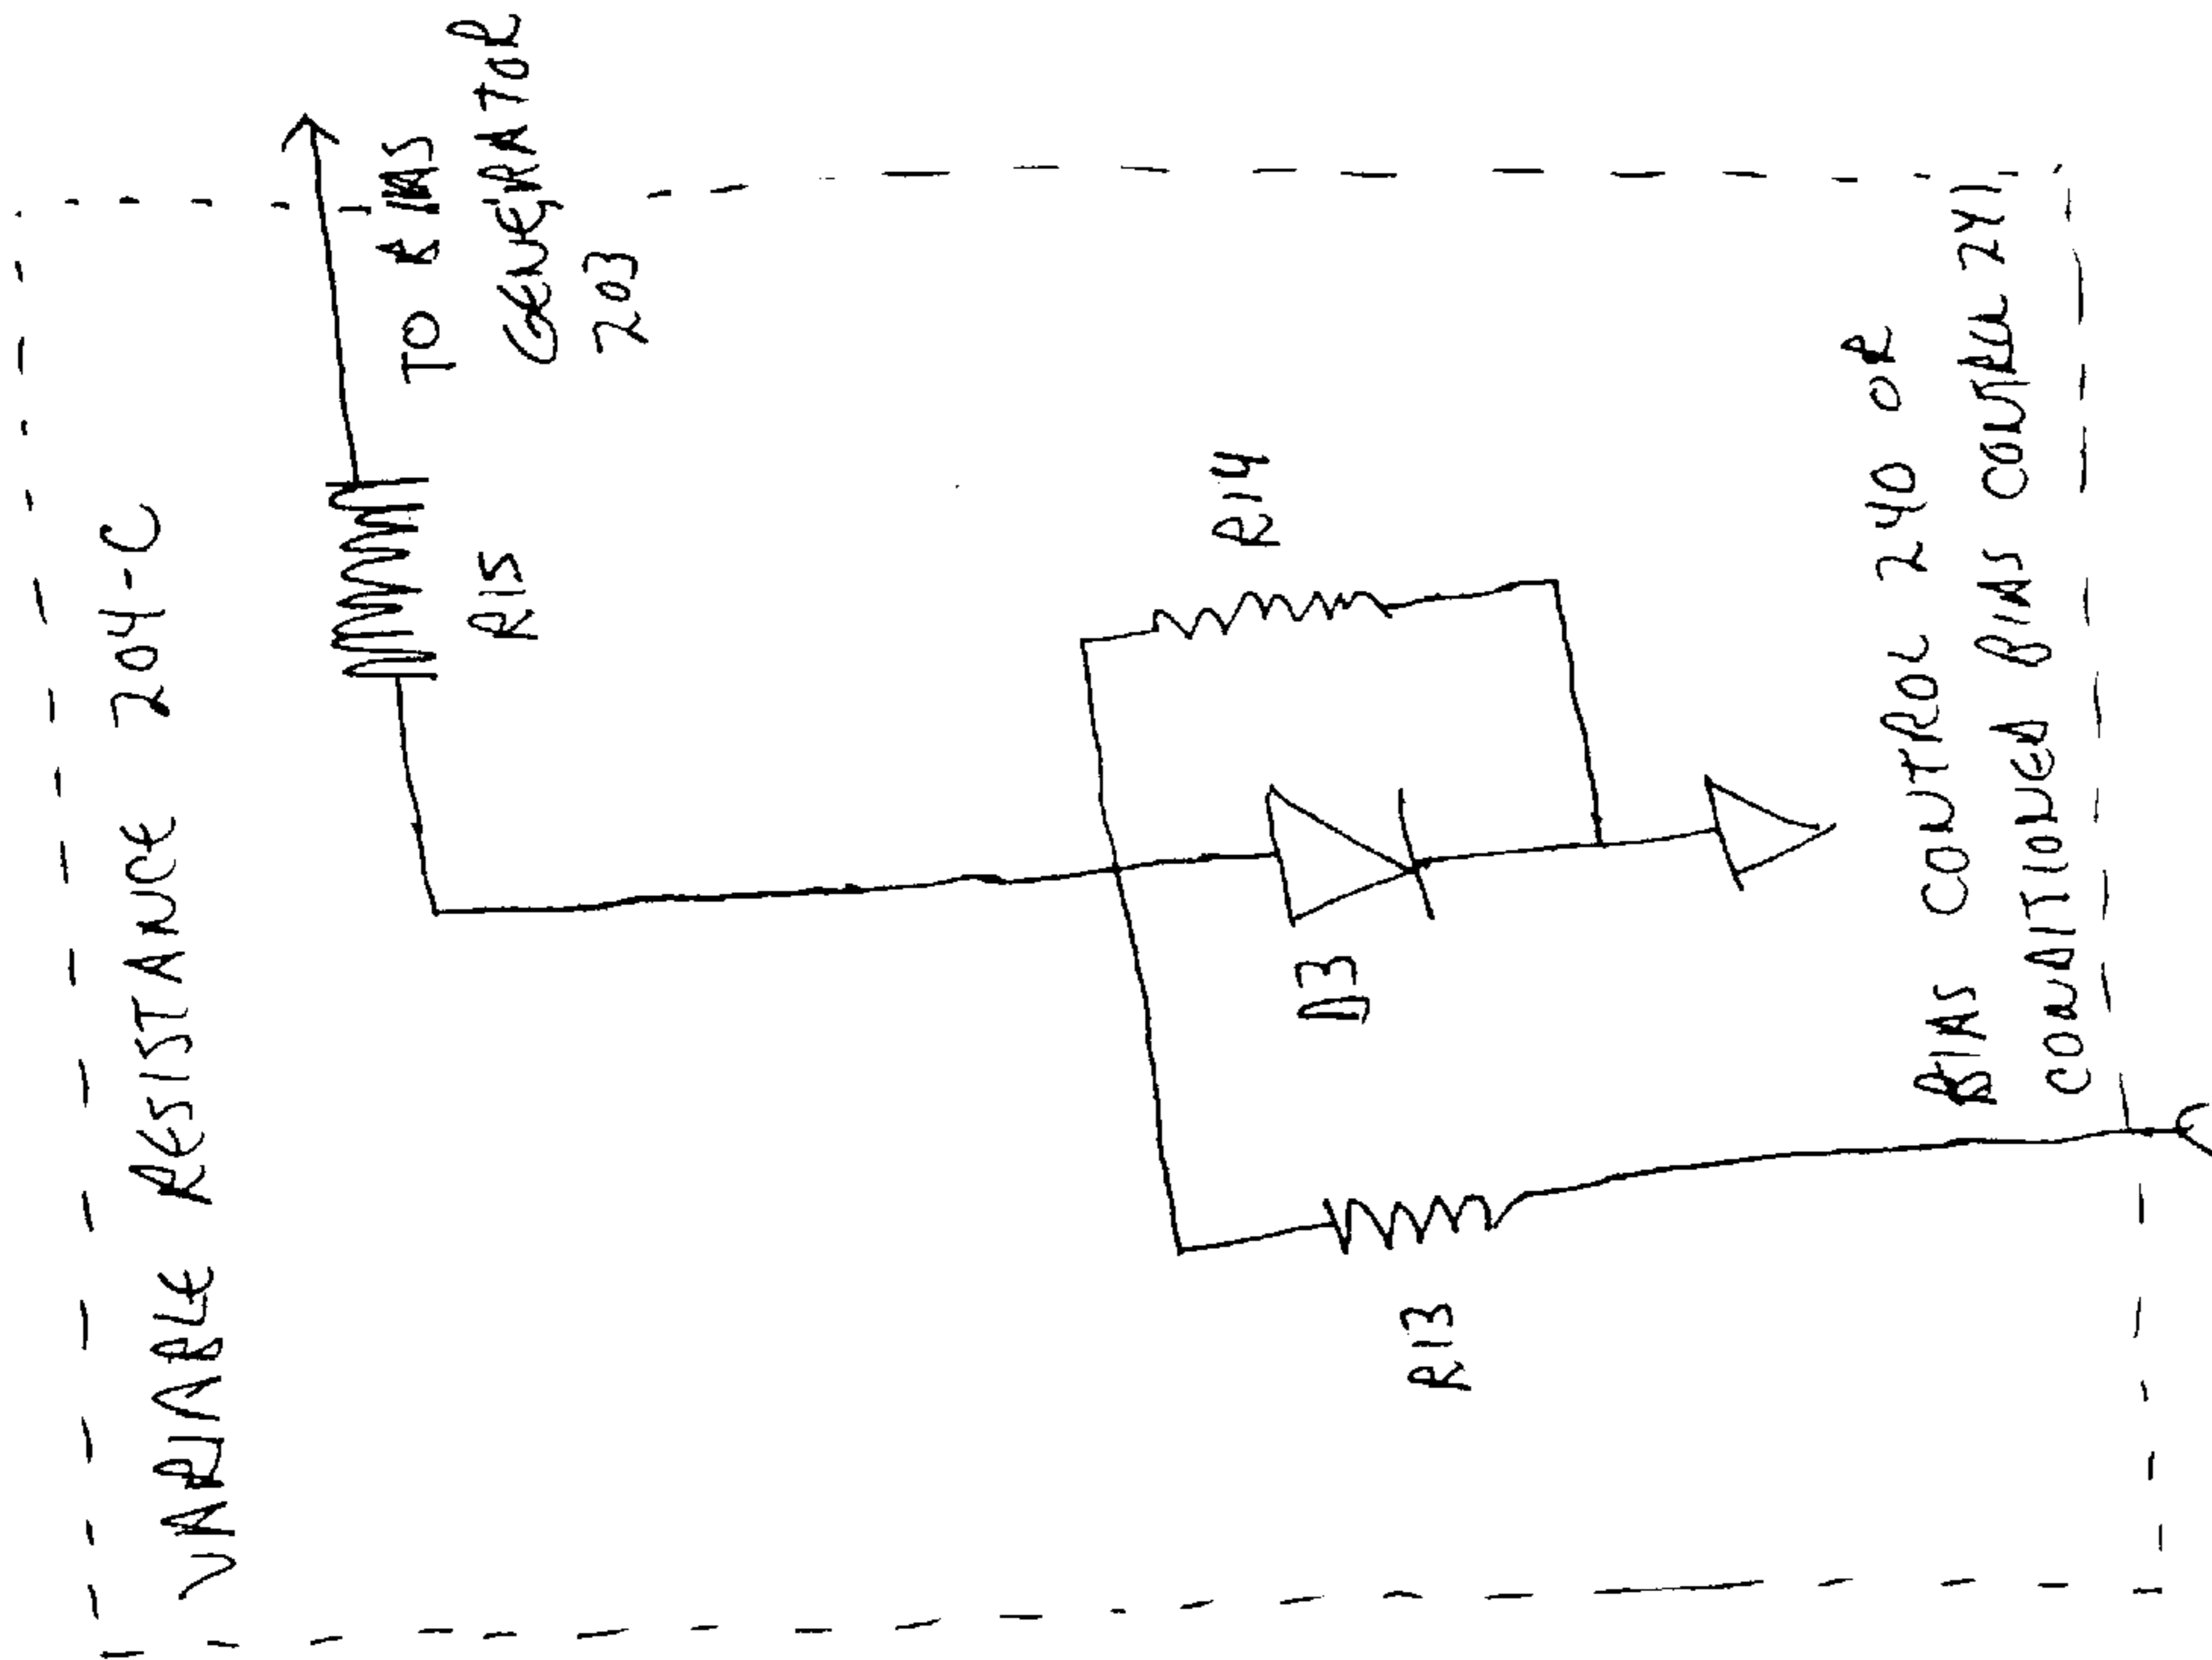 VARIABLE RESISTANCE 204-C
R15
TO BIAS
GENERATOR
203
R14
D3
R13
BIAS CONTROL 240 OR
CONDITIONED BIAS CONTROL 241